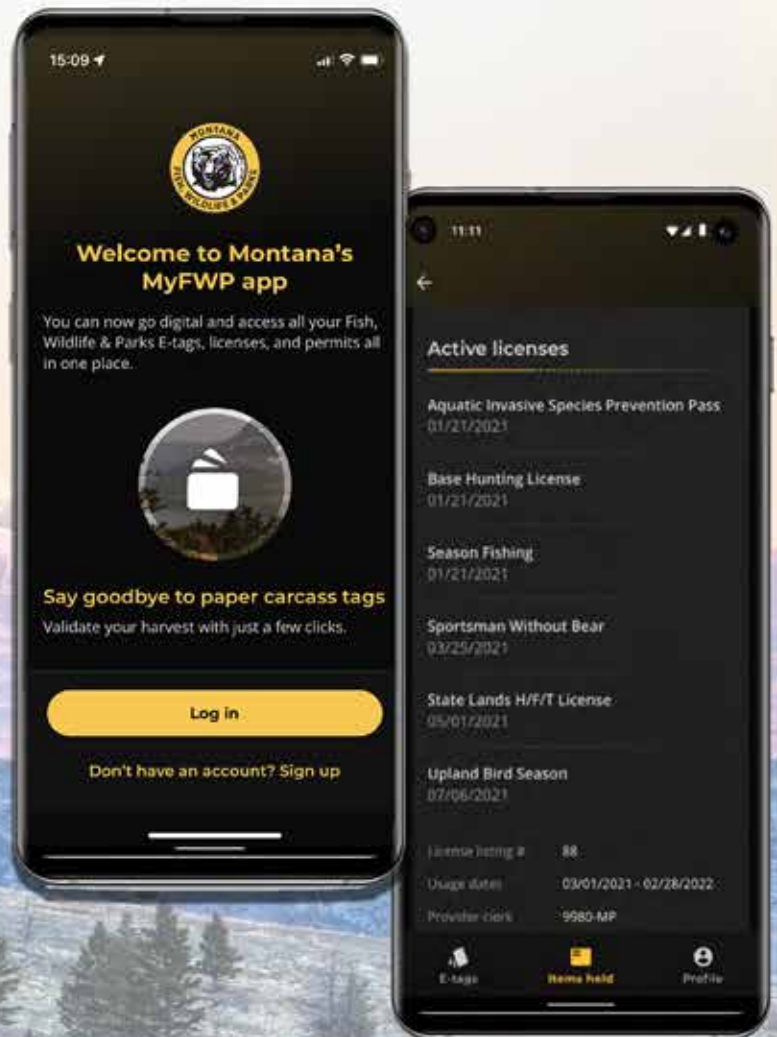 15:09
MONTANA
FISH, WILDLIFE & PARKS
Welcome to Montana's
MyFWP app
You can now go digital and access all your Fish,
Wildlife & Parks E-tags, licenses, and permits all
in one place.
Say goodbye to paper carcass tags
Validate your harvest with just a few clicks.
Log in
Don't have an account? Sign up
11:11
Active licenses
Aquatic Invasive Species Prevention Pass
01/21/2021
Base Hunting License
01/21/2021
Season Fishing
01/21/2021
Sportsman Without Bear
03/25/2021
State Lands H/F/T License
05/01/2021
Upland Bird Season
07/06/2021
License listing # 88
Usage dates 03/01/2021 - 02/28/2022
Provider clerk 9980-MP
E-tags Items held Profile